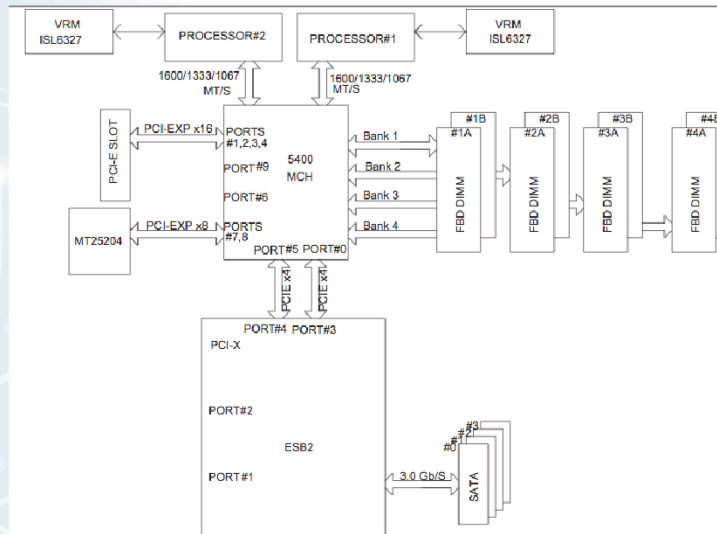 VRM
ISL6327
PROCESSOR#2
PROCESSOR#1
VRM
ISL6327
1600/1333/1067
MT/S
1600/1333/1067
MT/S
PCI-E SLOT
PCI-EXP x16
PORTS
#1,2,3,4
PORT#9
PORT#6
5400
MCH
Bank 1
Bank 2
Bank 3
Bank 4
#1B
#1A
FBD DIMM
#2B
#2A
FBD DIMM
#3B
#3A
FBD DIMM
#4B
#4A
FBD DIMM
MT25204
PCI-EXP x8
PORTS
#7,8
PORT#5
PORT#0
PCIE x4
PCIE x4
PORT#4
PORT#3
PCI-X
PORT#2
ESB2
PORT#1
3.0 Gb/S
#3
#2
#1
#0
SATA